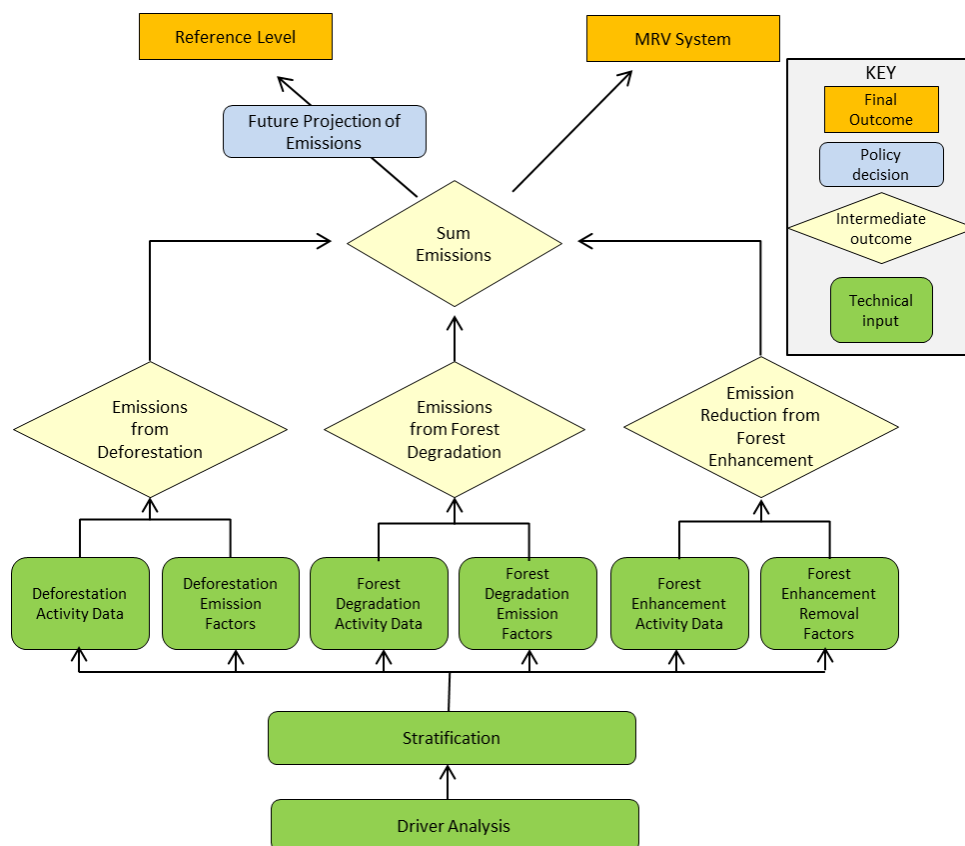 Reference Level
MRV System
KEY
Final
Outcome
Policy
decision
Intermediate
outcome
Technical
input
Future Projection of
Emissions
Sum
Emissions
Emissions
from
Deforestation
Emissions
from Forest
Degradation
Emission
Reduction from
Forest
Enhancement
Deforestation
Activity Data
Deforestation
Emission
Factors
Forest
Degradation
Activity Data
Forest
Degradation
Emission
Factors
Forest
Enhancement
Activity Data
Forest
Enhancement
Removal
Factors
Stratification
Driver Analysis